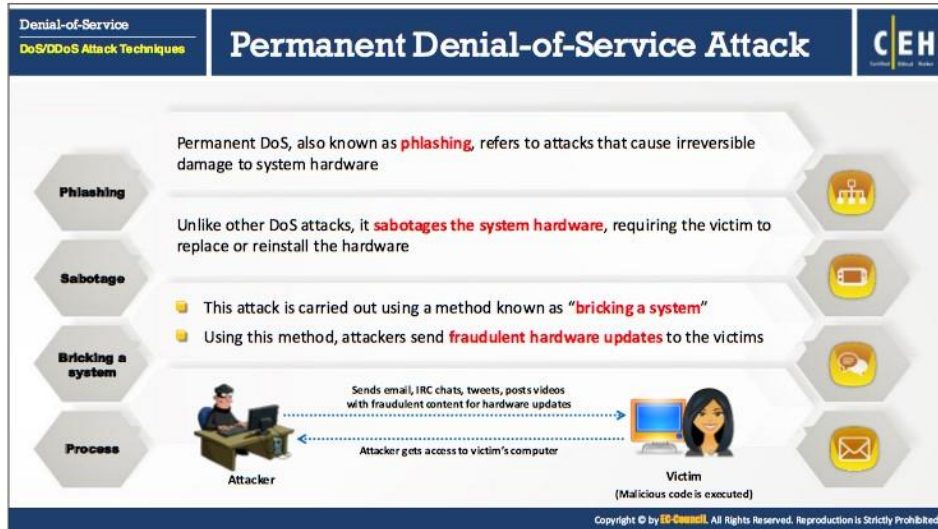 Denial-of-Service
DoS/DDoS Attack Techniques
Permanent Denial-of-Service Attack
CEH
Certified Ethical Hacker
Phlashing
Permanent DoS, also known as phlashing, refers to attacks that cause irreversible
damage to system hardware
Sabotage
Unlike other DoS attacks, it sabotages the system hardware, requiring the victim to
replace or reinstall the hardware
Bricking a
system
This attack is carried out using a method known as “bricking a system”
Using this method, attackers send fraudulent hardware updates to the victims
Process
Sends email, IRC chats, tweets, posts videos
with fraudulent content for hardware updates
Attacker gets access to victim's computer
Attacker
Victim
(Malicious code is executed)
Copyright © by EC-Council. All Rights Reserved. Reproduction is Strictly Prohibited